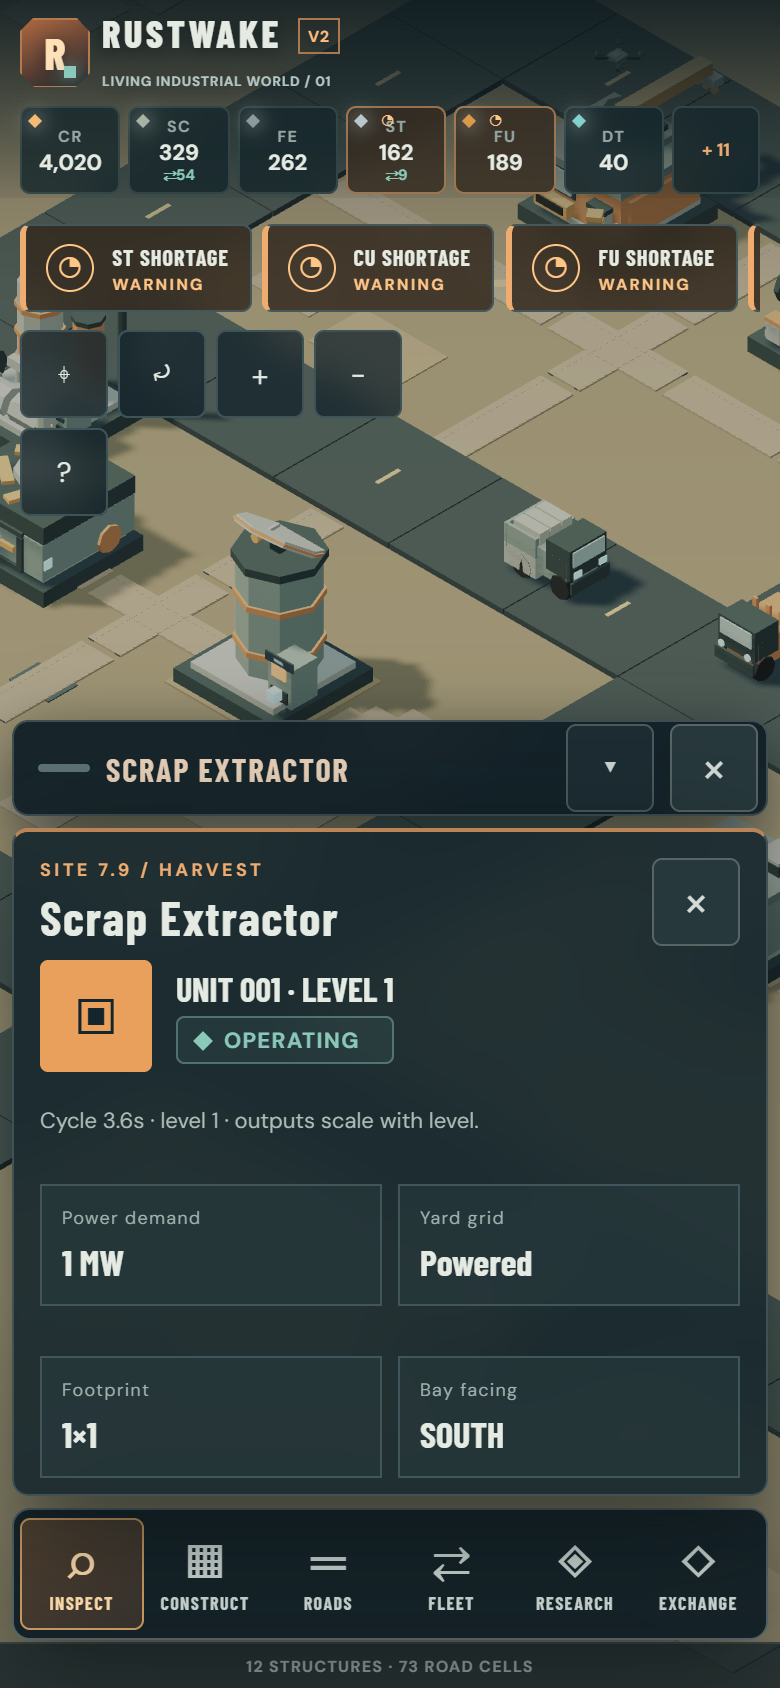 R
RUSTWAKE V2
LIVING INDUSTRIAL WORLD / 01
CR SC FE ST FU DT
4,020 329 262 162 189 40 + 11
⇄54 ⇄9
ST SHORTAGE CU SHORTAGE FU SHORTAGE
WARNING WARNING WARNING
+ −
?
SCRAP EXTRACTOR ▼ ×
SITE 7.9 / HARVEST
Scrap Extractor ×
UNIT 001 · LEVEL 1
◆ OPERATING
Cycle 3.6s · level 1 · outputs scale with level.
Power demand Yard grid
1 MW Powered
Footprint Bay facing
1×1 SOUTH
INSPECT CONSTRUCT ROADS FLEET RESEARCH EXCHANGE
12 STRUCTURES · 73 ROAD CELLS